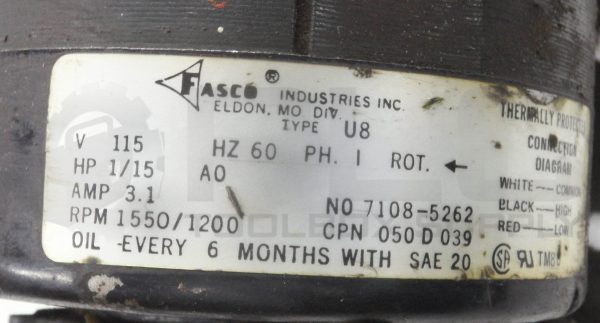 FASCO ® INDUSTRIES INC.
ELDON, MO. DIV.
TYPE U8
V 115 HZ 60 PH. 1 ROT. ←
HP 1/15 AO
AMP 3.1 NO 7108-5262
RPM 1550/1200 CPN 050 D 039
OIL EVERY 6 MONTHS WITH SAE 20
THERMALLY
CONNECTION
DIAGRAM
WHITE COMMON
BLACK HIGH
RED LOW
SA